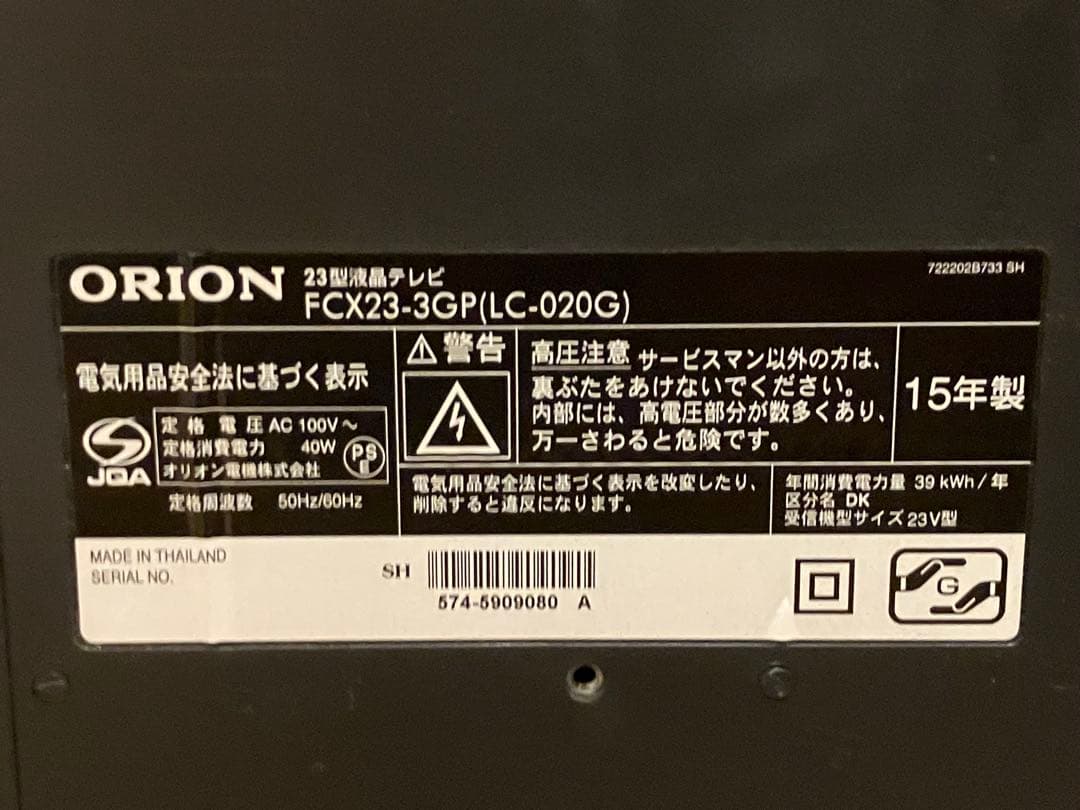 ORION
23型液晶テレビ
FCX23-3GP(LC-020G)
722202B733 SH
電気用品安全法に基づく表示
JQA
定格電圧 AC 100V～
定格消費電力 40W
オリオン電機株式会社
PS
E
定格周波数 50Hz/60Hz
⚠ 警告
高圧注意 サービスマン以外の方は、
裏ぶたをあけないでください。
内部には、高電圧部分が数多くあり、
万一さわると危険です。
15年製
電気用品安全法に基づく表示を改変したり、
削除すると違反になります。
年間消費電力量 39 kWh/年
区分名 DK
受信機型サイズ 23V型
MADE IN THAILAND
SERIAL NO.
SH
574-5909080 A
G